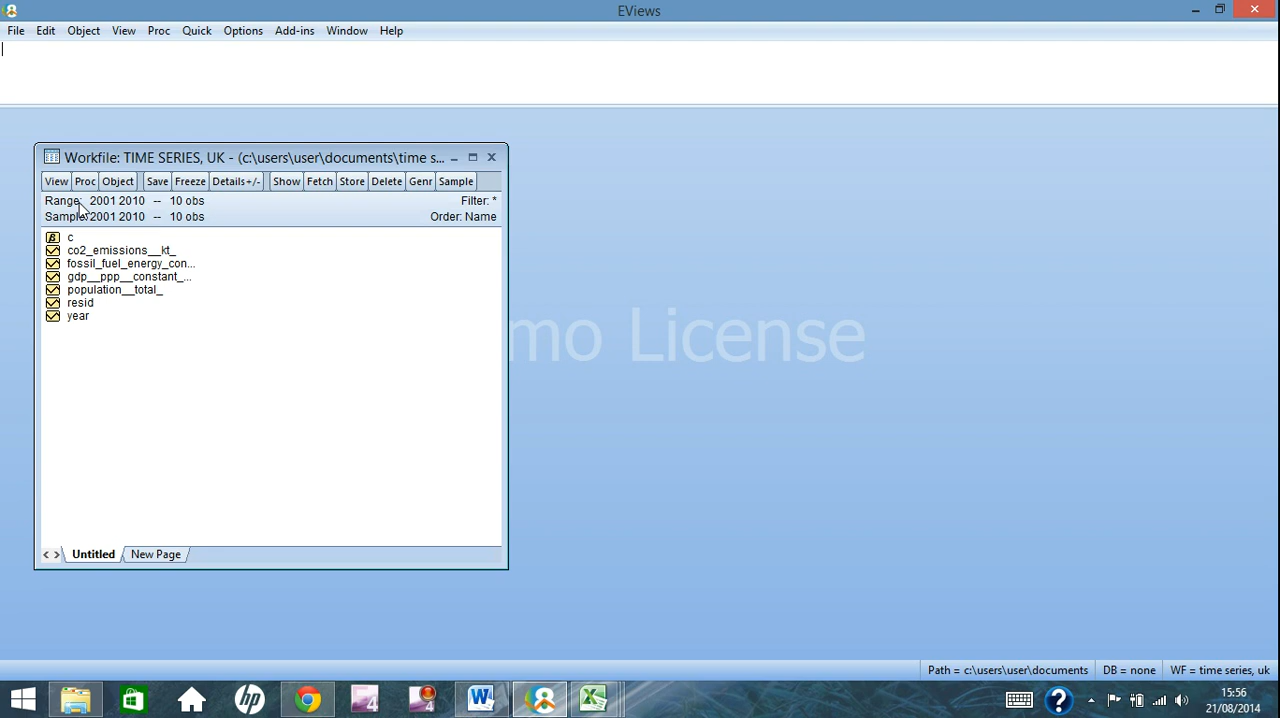 EViews
File Edit Object View Proc Quick Options Add-ins Window Help
Workfile: TIME SERIES, UK - (c:\users\user\documents\time s...
View Proc Object Save Freeze Details+/- Show Fetch Store Delete Genr Sample
Range: 2001 2010 -- 10 obs Filter: *
Sample: 2001 2010 -- 10 obs Order: Name
β c
co2_emissions__kt_
fossil_fuel_energy_con...
gdp__ppp__constant_...
population__total_
resid
year
mo License
< > Untitled New Page
Path = c:\users\user\documents DB = none WF = time series, uk
hp 4 4 W ? 15:56
21/08/2014